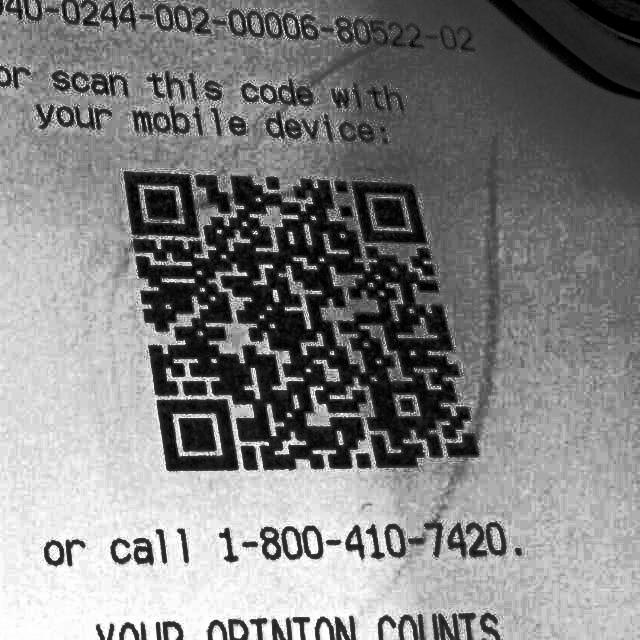 40-0244-002-00006-80522-02
or scan this code with
your mobile device:
or call 1-800-410-7420.
YOUR OPINION COUNTS